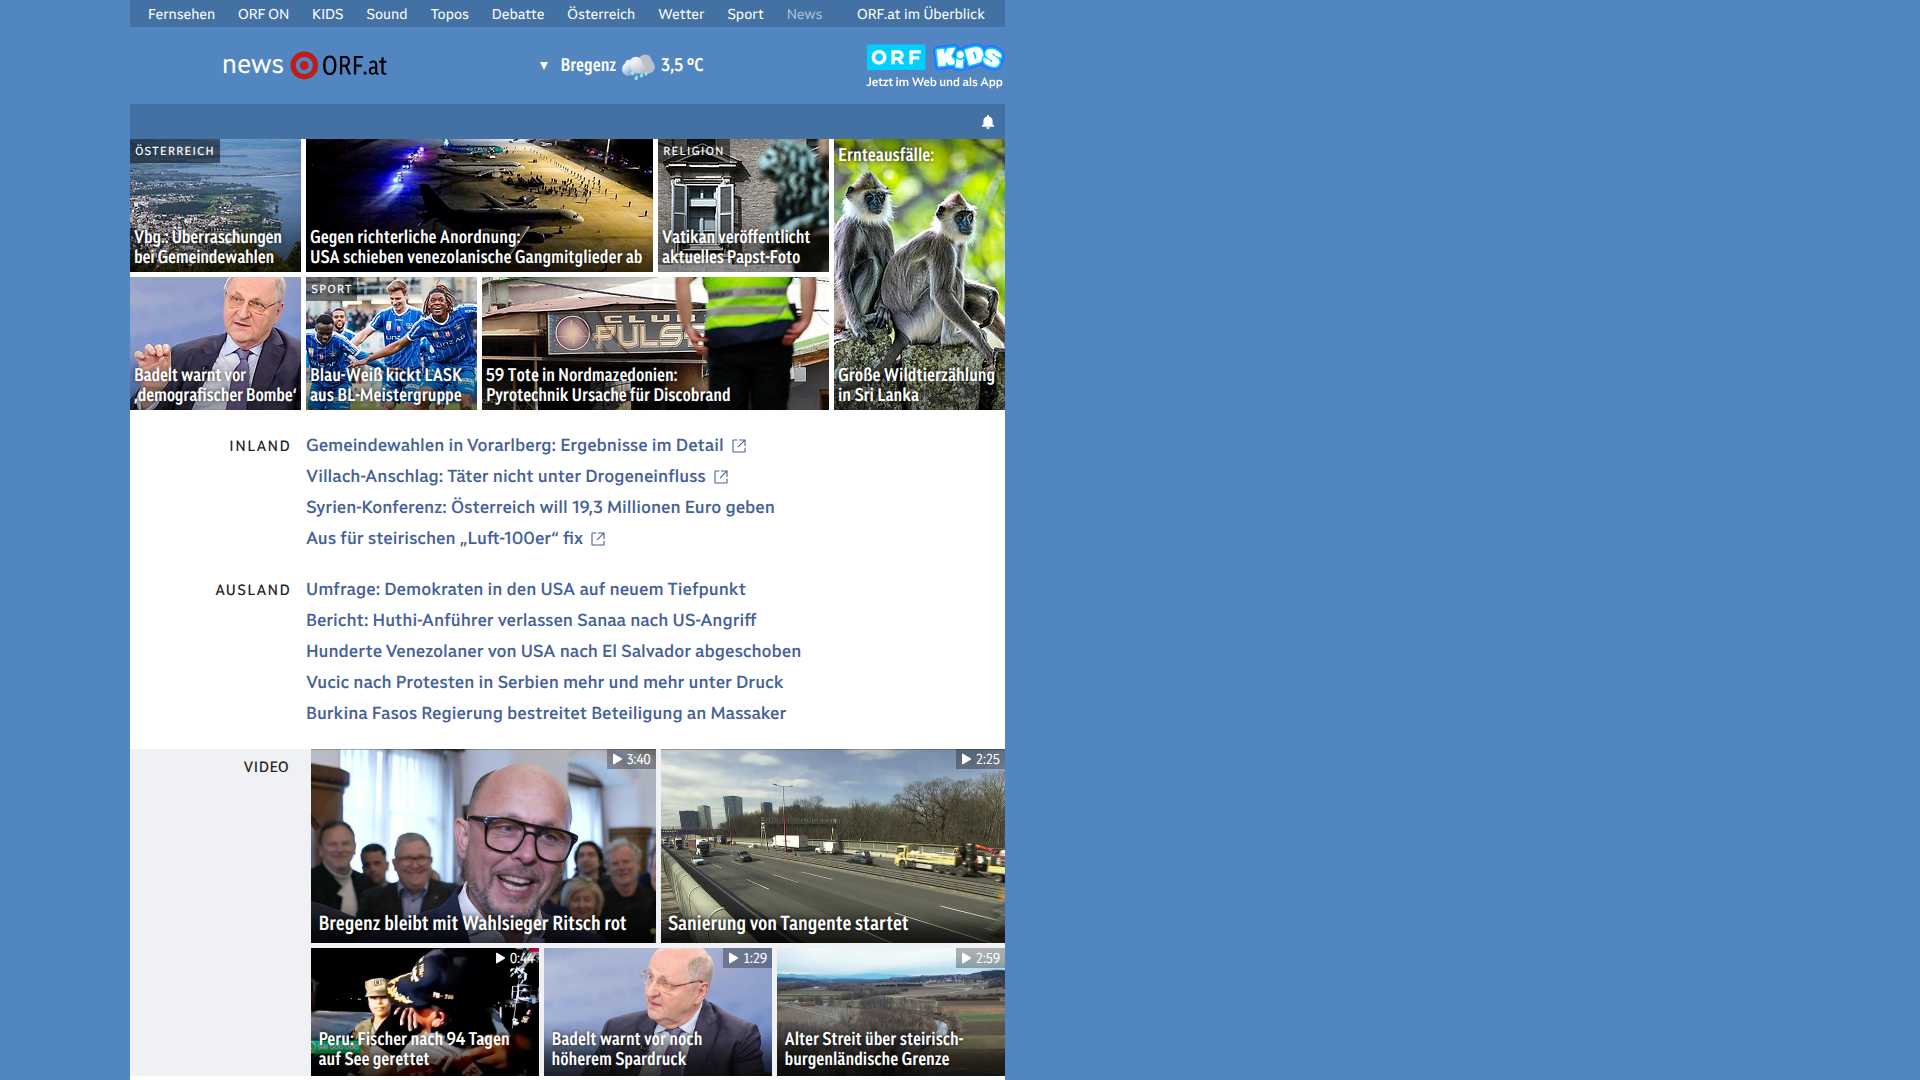 Fernsehen ORF ON KIDS Sound Topos Debatte Österreich Wetter Sport News ORF.at im Überblick
news ORF.at
▼ Bregenz 3,5 °C
ORF KiDS
Jetzt im Web und als App
ÖSTERREICH
Vbg.: Überraschungen
bei Gemeindewahlen
Gegen richterliche Anordnung:
USA schieben venezolanische Gangmitglieder ab
RELIGION
Vatikan veröffentlicht
aktuelles Papst-Foto
Ernteausfälle:
Große Wildtierzählung
in Sri Lanka
Badelt warnt vor
‚demografischer Bombe‘
SPORT
Blau-Weiß kickt LASK
aus BL-Meistergruppe
CLUB
PULSE
59 Tote in Nordmazedonien:
Pyrotechnik Ursache für Discobrand
INLAND
Gemeindewahlen in Vorarlberg: Ergebnisse im Detail
Villach-Anschlag: Täter nicht unter Drogeneinfluss
Syrien-Konferenz: Österreich will 19,3 Millionen Euro geben
Aus für steirischen „Luft-100er“ fix
AUSLAND
Umfrage: Demokraten in den USA auf neuem Tiefpunkt
Bericht: Huthi-Anführer verlassen Sanaa nach US-Angriff
Hunderte Venezolaner von USA nach El Salvador abgeschoben
Vucic nach Protesten in Serbien mehr und mehr unter Druck
Burkina Fasos Regierung bestreitet Beteiligung an Massaker
VIDEO
3:40
Bregenz bleibt mit Wahlsieger Ritsch rot
2:25
Sanierung von Tangente startet
0:44
Peru: Fischer nach 94 Tagen
auf See gerettet
1:29
Badelt warnt vor noch
höherem Spardruck
2:59
Alter Streit über steirisch-
burgenländische Grenze